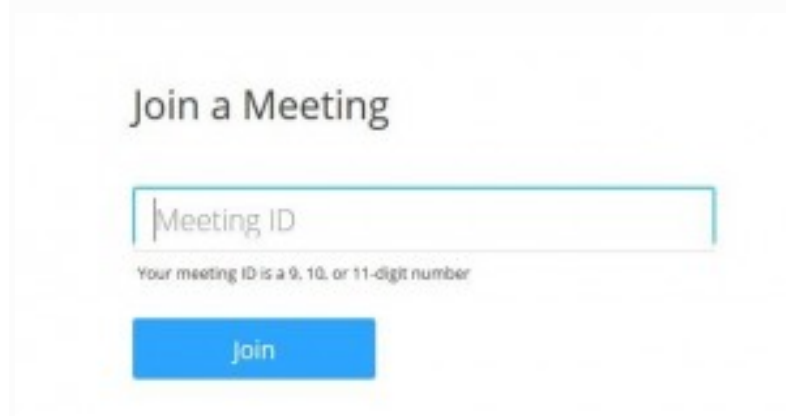 Join a Meeting
Meeting ID
Your meeting ID is a 9, 10, or 11-digit number
Join